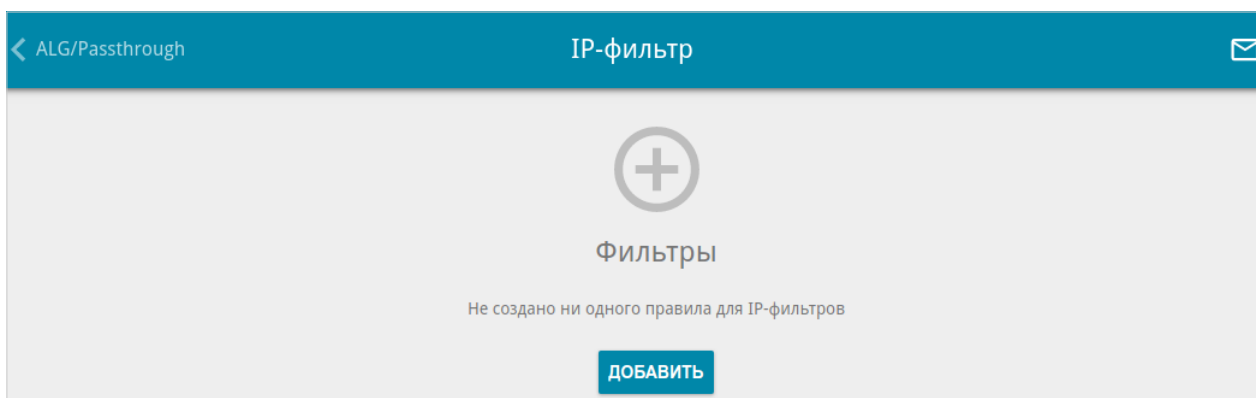 ALG/Passthrough
IP-фильтр
Фильтры
Не создано ни одного правила для IP-фильтров
ДОБАВИТЬ